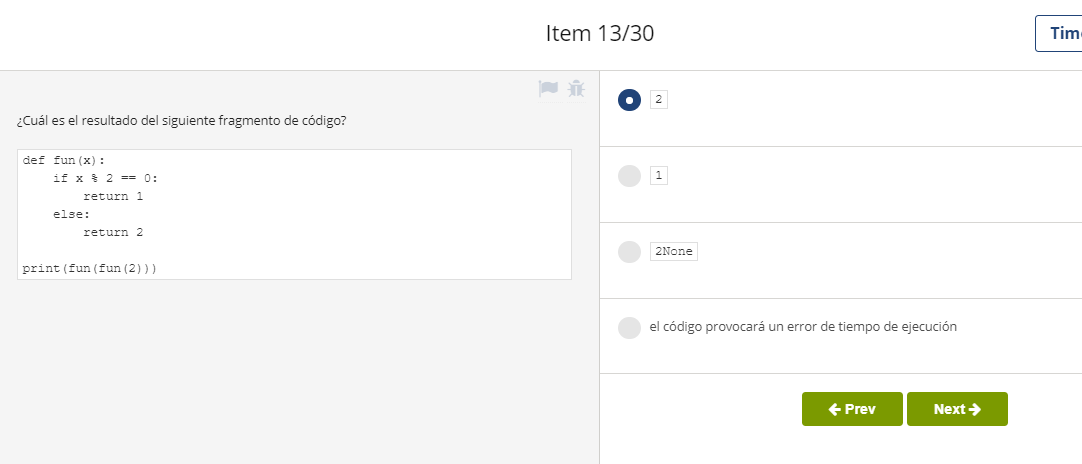 Item 13/30
Tim
¿Cuál es el resultado del siguiente fragmento de código?
def fun(x):
    if x % 2 == 0:
        return 1
    else:
        return 2

print(fun(fun(2)))
2
1
2None
el código provocará un error de tiempo de ejecución
Prev
Next